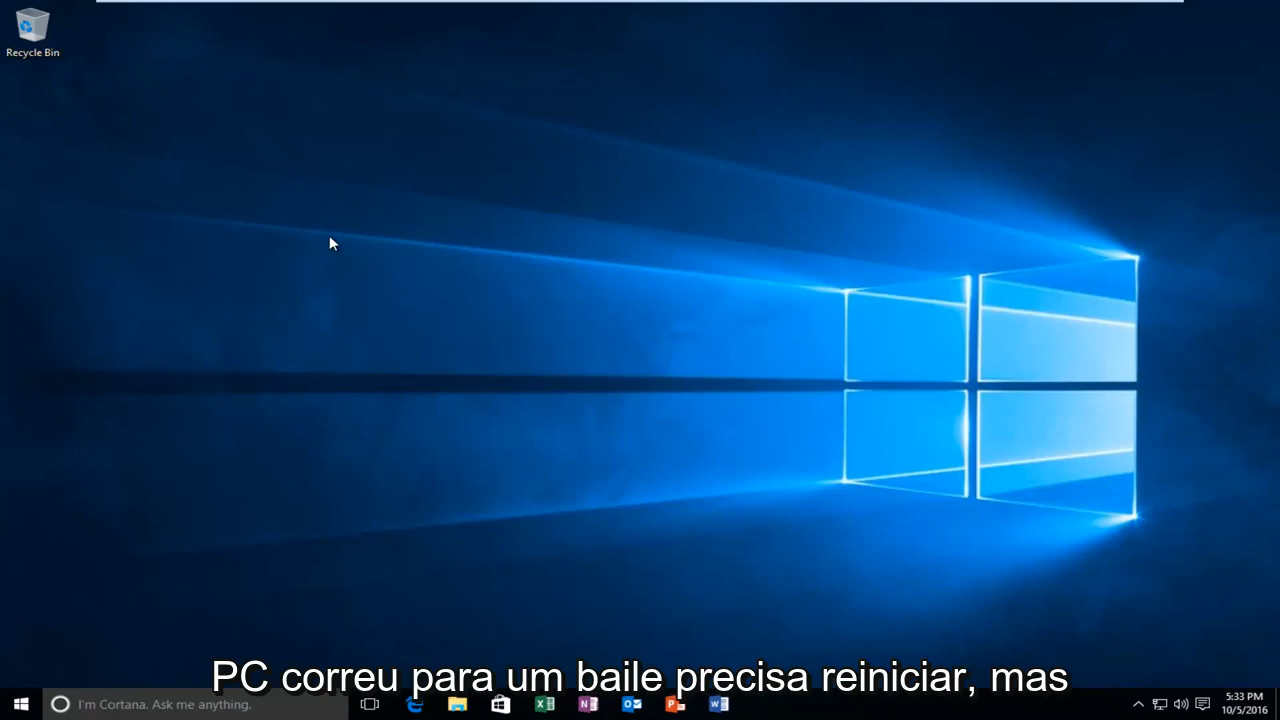 Recycle Bin
PC correu para um baile precisa reiniciar, mas
I'm Cortana. Ask me anything.
5:33 PM
10/5/2016